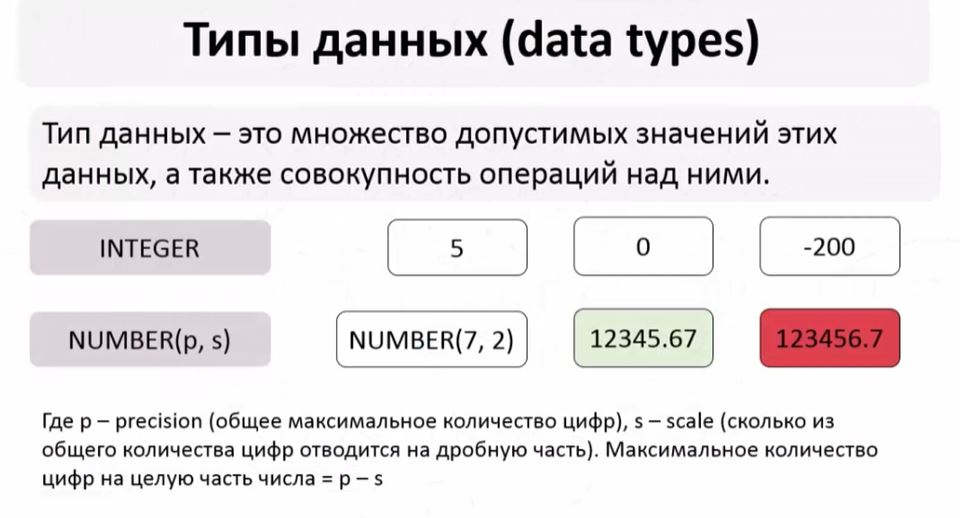 Типы данных (data types)
Тип данных – это множество допустимых значений этих
данных, а также совокупность операций над ними.
INTEGER 5 0 -200
NUMBER(p, s) NUMBER(7, 2) 12345.67 123456.7
Где p – precision (общее максимальное количество цифр), s – scale (сколько из
общего количества цифр отводится на дробную часть). Максимальное количество
цифр на целую часть числа = p – s